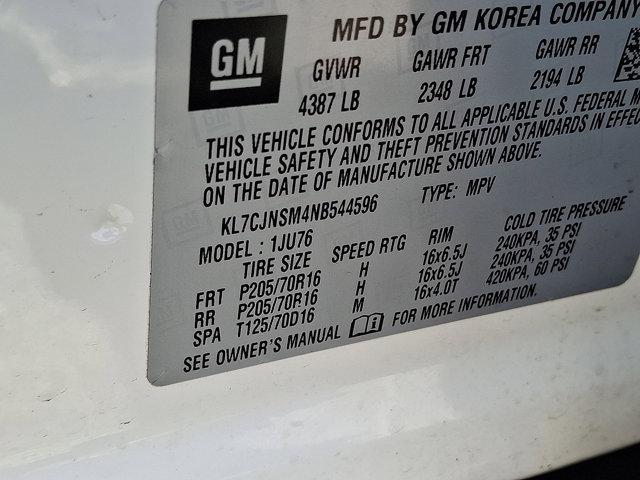 GM
MFD BY GM KOREA COMPANY
GVWR GAWR FRT GAWR RR
4387 LB 2348 LB 2194 LB
THIS VEHICLE CONFORMS TO ALL APPLICABLE U.S. FEDERAL
VEHICLE SAFETY AND THEFT PREVENTION STANDARDS IN
ON THE DATE OF MANUFACTURE SHOWN ABOVE.
KL7CJNSM4NB544596 TYPE: MPV
MODEL : 1JU76
TIRE SIZE SPEED RTG RIM COLD TIRE PRESSURE
FRT P205/70R16 H 16x6.5J 240KPA, 35 PSI
RR P205/70R16 H 16x6.5J 240KPA, 35 PSI
SPA T125/70D16 M 16x4.0T 420KPA, 60 PSI
SEE OWNER'S MANUAL FOR MORE INFORMATION.